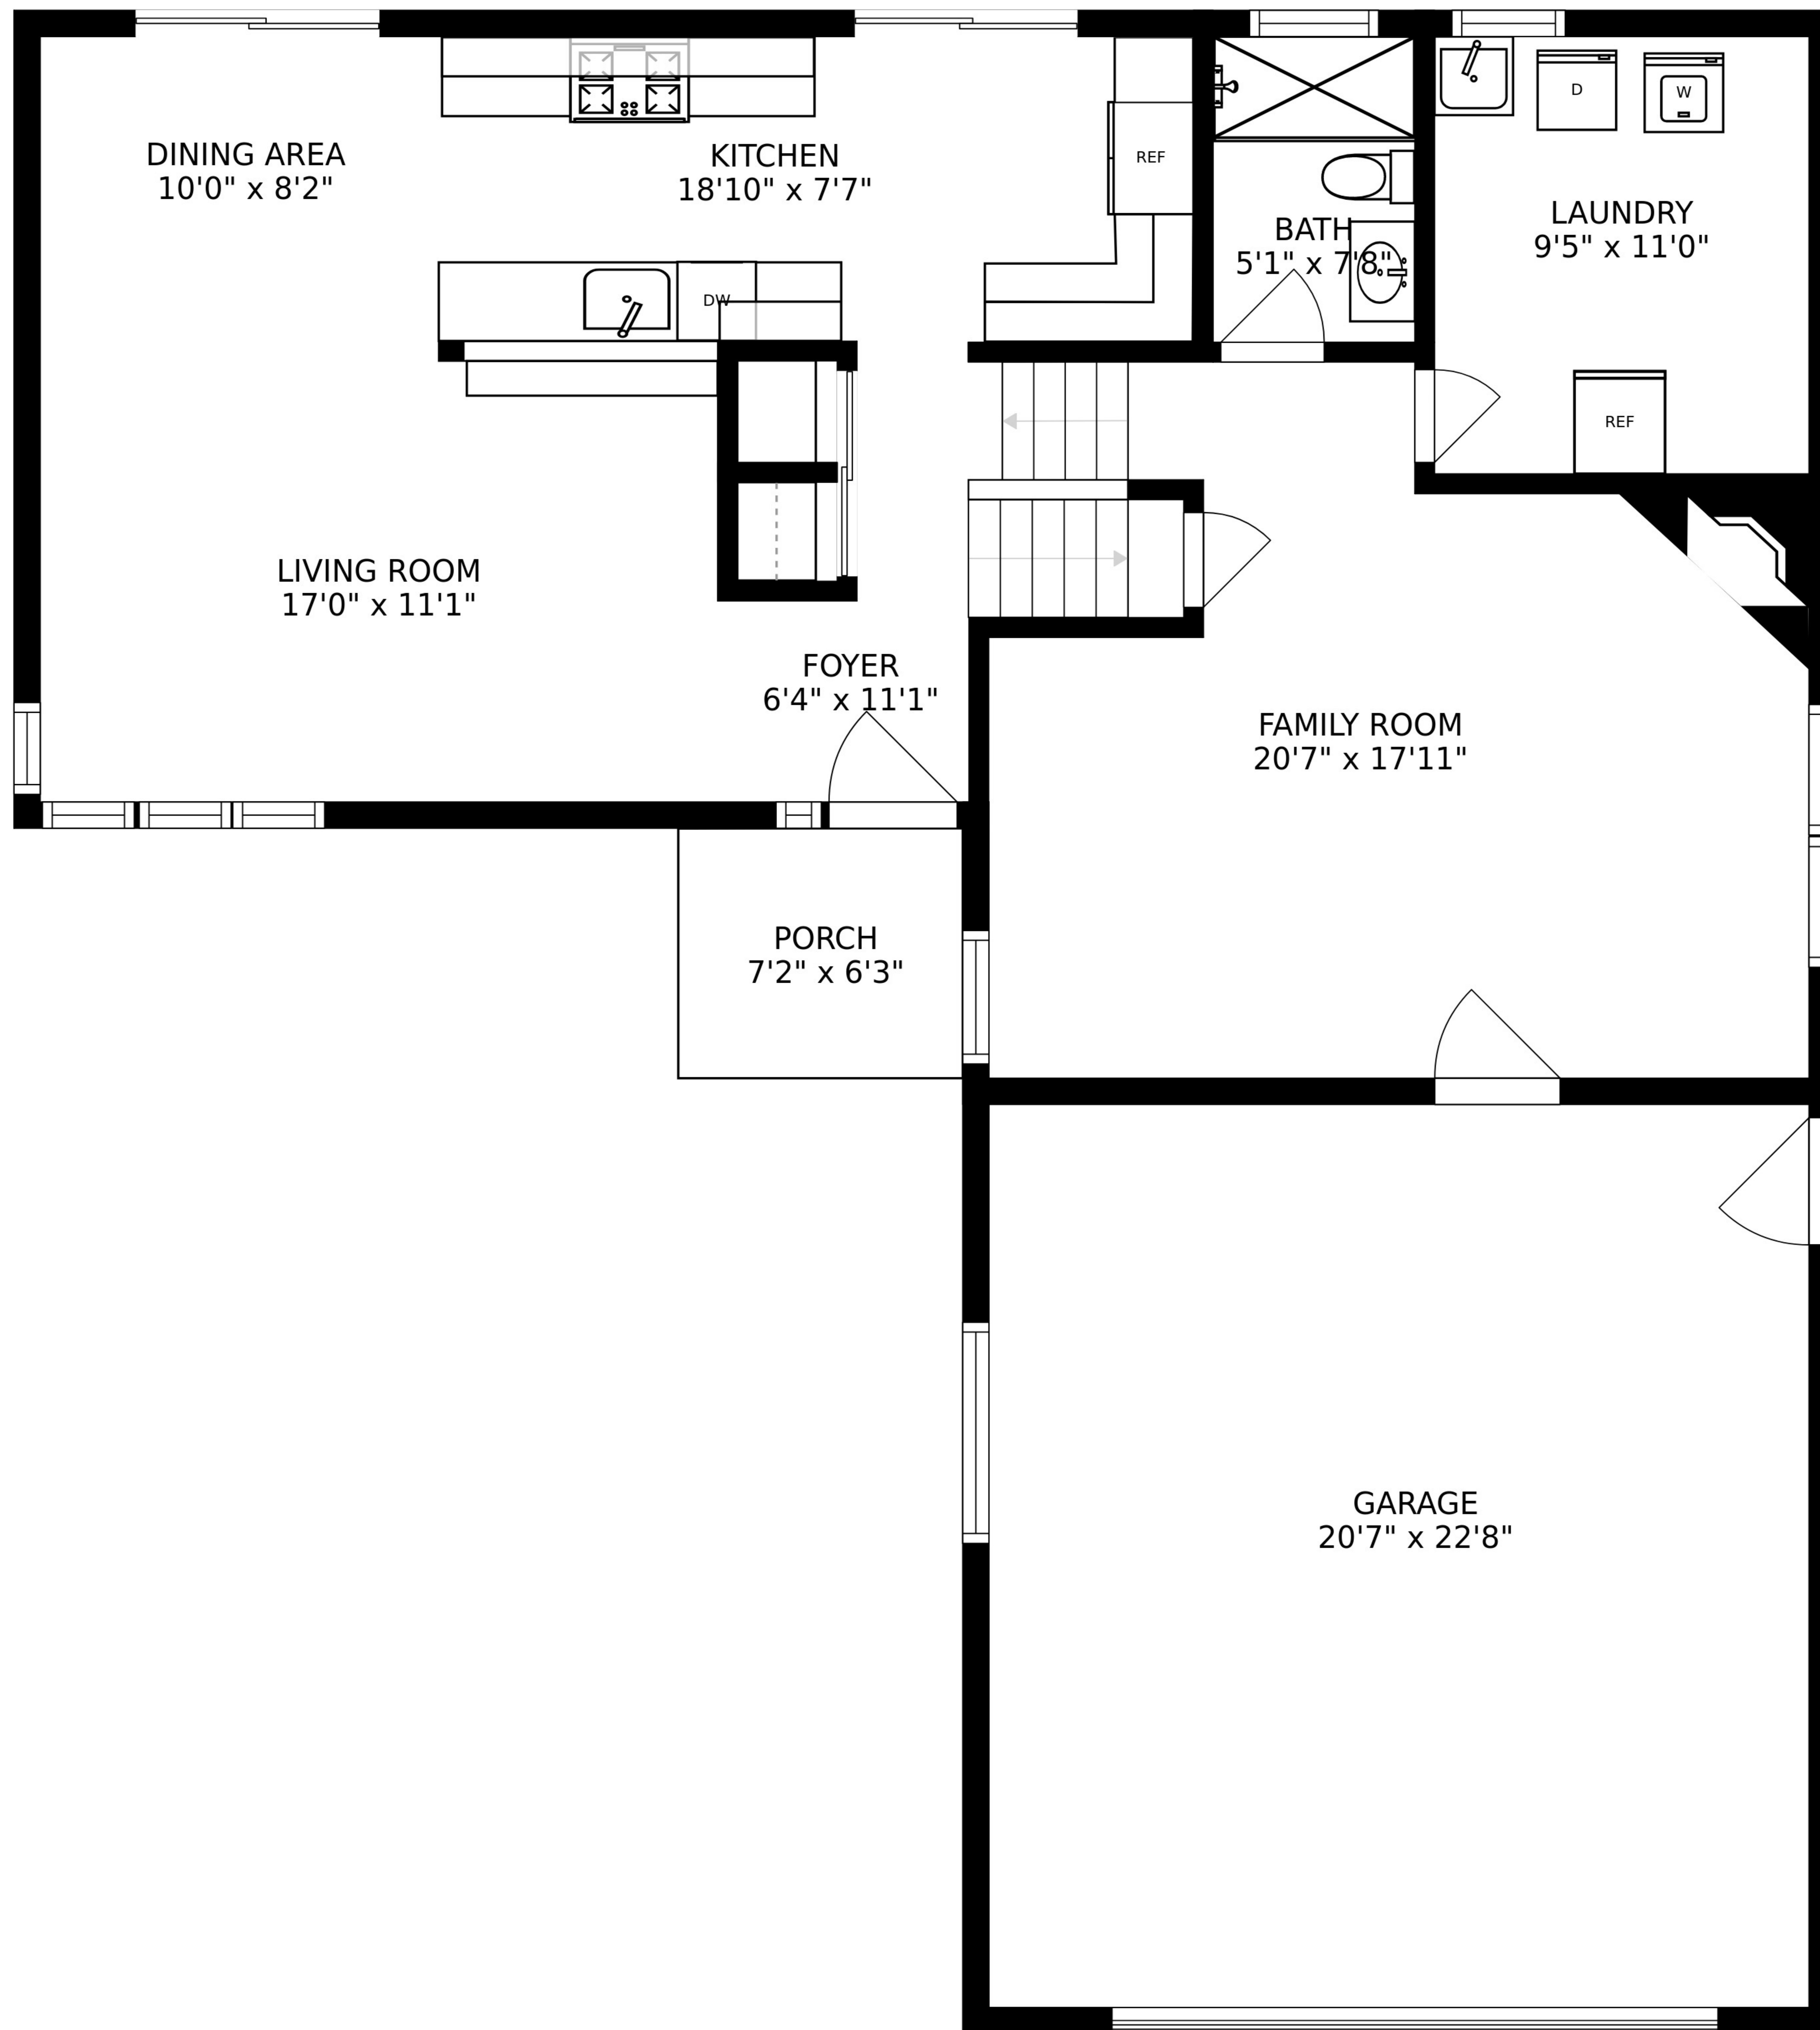 DINING AREA
10'0" x 8'2"
KITCHEN
18'10" x 7'7"
REF
DW
BATH
5'1" x 7'8"
D
W
LAUNDRY
9'5" x 11'0"
REF
LIVING ROOM
17'0" x 11'1"
FOYER
6'4" x 11'1"
FAMILY ROOM
20'7" x 17'11"
PORCH
7'2" x 6'3"
GARAGE
20'7" x 22'8"